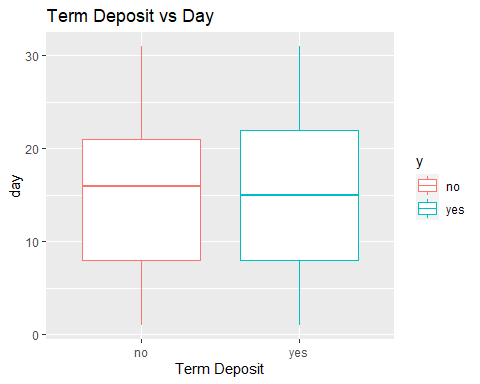 Term Deposit vs Day
30
20
10
0
day
no
yes
Term Deposit
y
no
yes